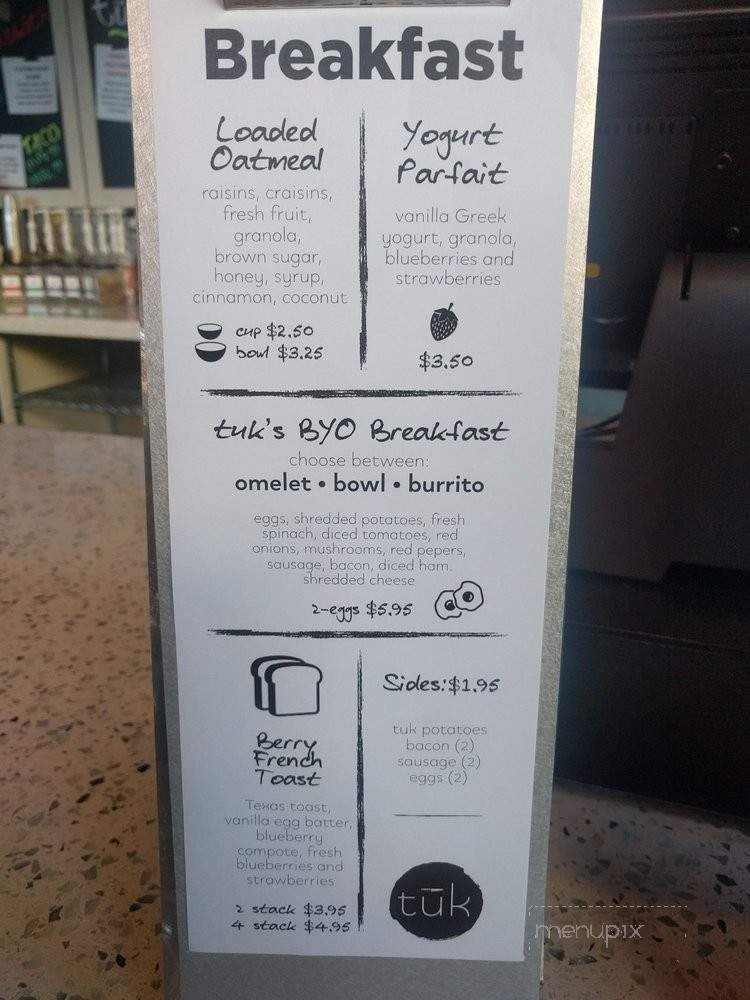 Breakfast
Loaded
Oatmeal
raisins, craisins,
fresh fruit,
granola,
brown sugar,
honey, syrup,
cinnamon, coconut
cup $2.50
bowl $3.25
Yogurt
Parfait
vanilla Greek
yogurt, granola,
blueberries and
strawberries
$3.50
tuk's BYO Breakfast
choose between:
omelet • bowl • burrito
eggs, shredded potatoes, fresh
spinach, diced tomatoes, red
onions, mushrooms, red pepers,
sausage, bacon, diced ham.
shredded cheese
2-eggs $5.95
Berry
French
Toast
Texas toast,
vanilla egg batter,
blueberry
compote, fresh
blueberries and
strawberries
2 stack $3.95
4 stack $4.95
Sides:$1.95
tuk potatoes
bacon (2)
sausage (2)
eggs (2)
tūk
menupix
TACO